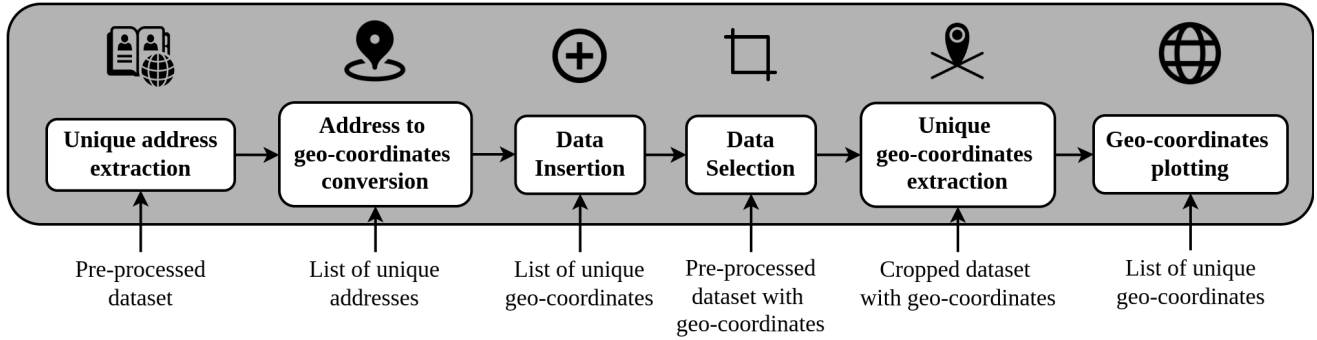 Unique address
extraction
Address to
geo-coordinates
conversion
Data
Insertion
Data
Selection
Unique
geo-coordinates
extraction
Geo-coordinates
plotting
Pre-processed
dataset
List of unique
addresses
List of unique
geo-coordinates
Pre-processed
dataset with
geo-coordinates
Cropped dataset
with geo-coordinates
List of unique
geo-coordinates